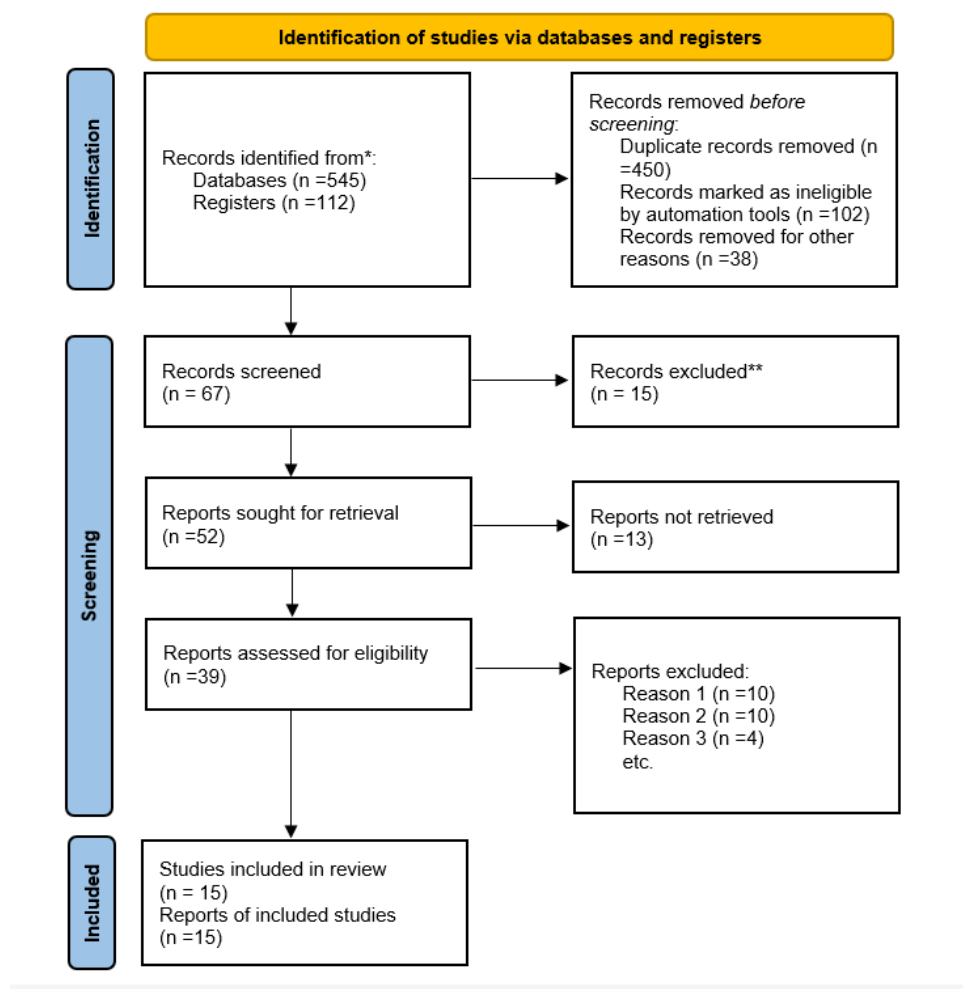 Identification of studies via databases and registers
Identification
Records identified from*:
Databases (n =545)
Registers (n =112)
Records removed before
screening:
Duplicate records removed (n
=450)
Records marked as ineligible
by automation tools (n =102)
Records removed for other
reasons (n =38)
Screening
Records screened
(n = 67)
Records excluded**
(n = 15)
Reports sought for retrieval
(n =52)
Reports not retrieved
(n =13)
Reports assessed for eligibility
(n =39)
Reports excluded:
Reason 1 (n =10)
Reason 2 (n =10)
Reason 3 (n =4)
etc.
Included
Studies included in review
(n = 15)
Reports of included studies
(n =15)